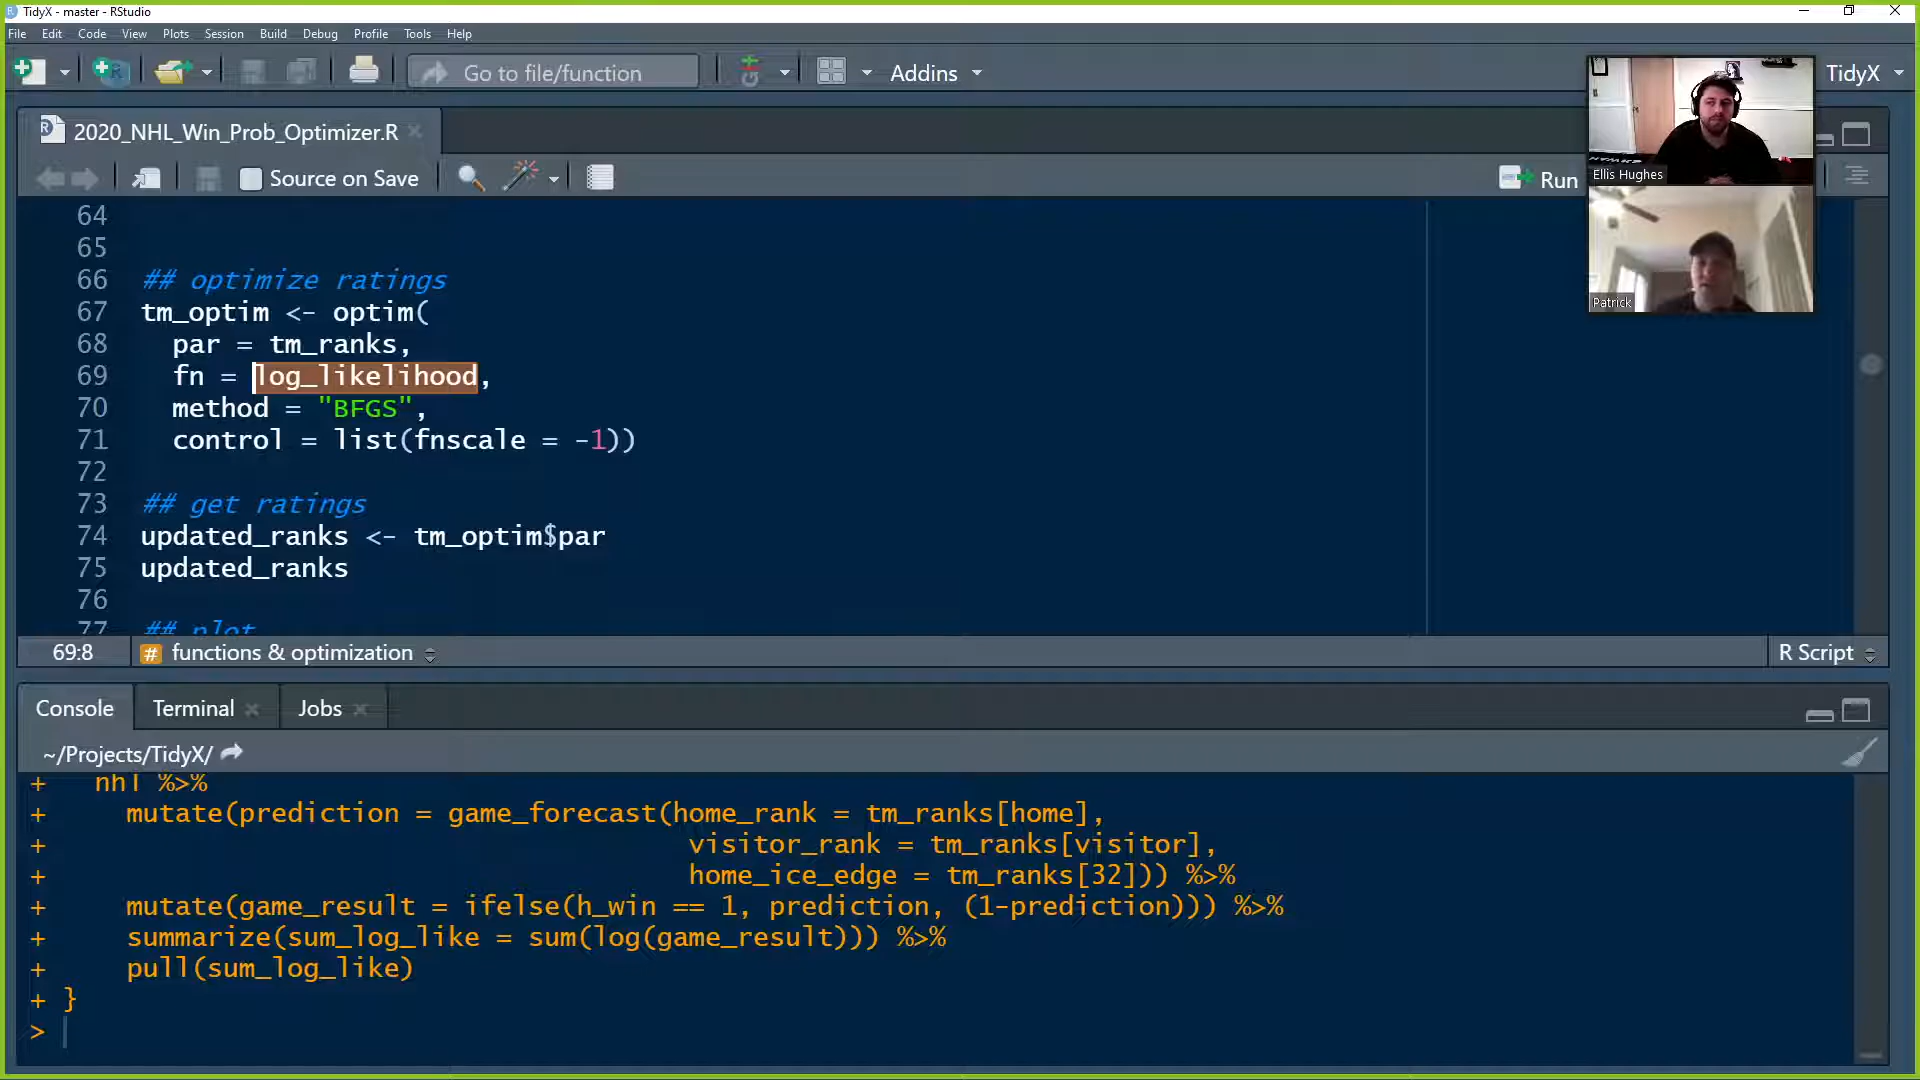 TidyX - master - RStudio
File Edit Code View Plots Session Build Debug Profile Tools Help
Go to file/function
Addins
TidyX
2020_NHL_Win_Prob_Optimizer.R
Source on Save
Run
Ellis Hughes
Patrick
64
65
66 ## optimize ratings
67 tm_optim <- optim(
68 par = tm_ranks,
69 fn = log_likelihood,
70 method = "BFGS",
71 control = list(fnscale = -1))
72
73 ## get ratings
74 updated_ranks <- tm_optim$par
75 updated_ranks
76
77 ## plot
69:8 # functions & optimization R Script
Console Terminal Jobs
~/Projects/TidyX/
+ nhl %>%
+ mutate(prediction = game_forecast(home_rank = tm_ranks[home],
+ visitor_rank = tm_ranks[visitor],
+ home_ice_edge = tm_ranks[32])) %>%
+ mutate(game_result = ifelse(h_win == 1, prediction, (1-prediction))) %>%
+ summarize(sum_log_like = sum(log(game_result))) %>%
+ pull(sum_log_like)
+ }
>